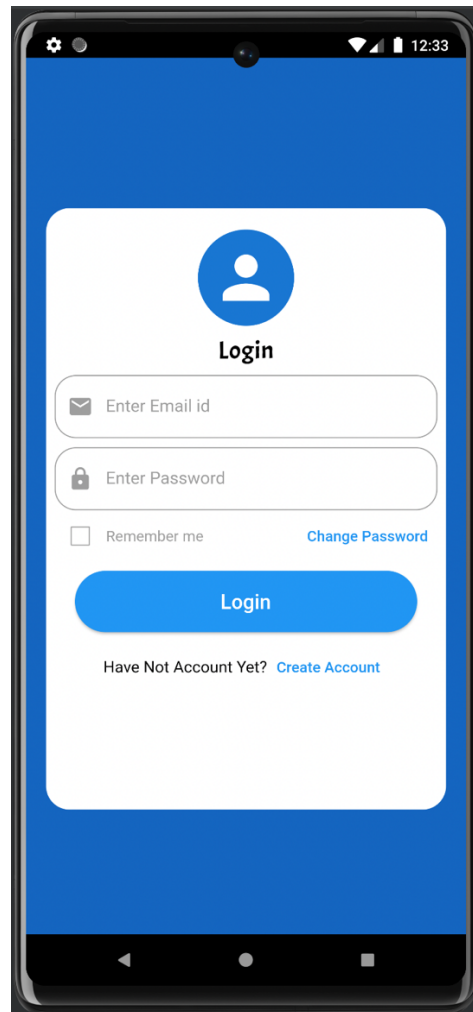 12:33
Login
Enter Email id
Enter Password
Remember me Change Password
Login
Have Not Account Yet? Create Account